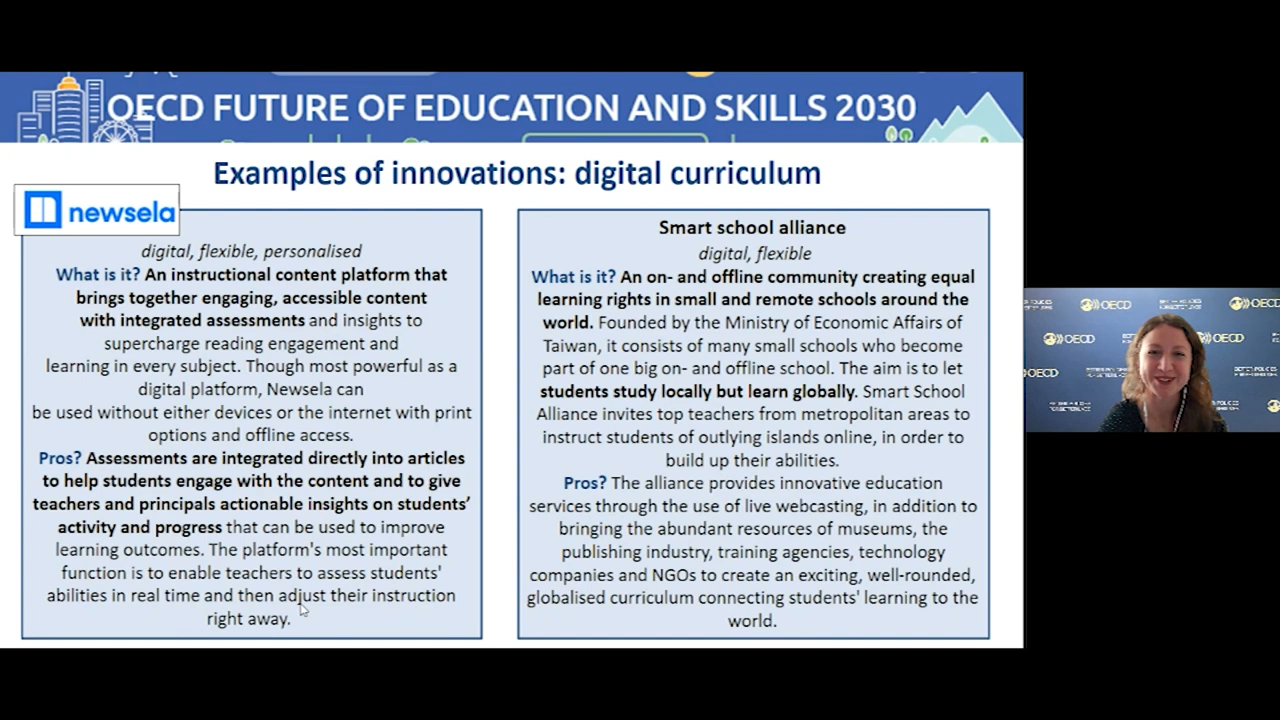 OECD FUTURE OF EDUCATION AND SKILLS 2030
Examples of innovations: digital curriculum
newsela
digital, flexible, personalised
What is it? An instructional content platform that
brings together engaging, accessible content
with integrated assessments and insights to
supercharge reading engagement and
learning in every subject. Though most powerful as a
digital platform, Newsela can
be used without either devices or the internet with print
options and offline access.
Pros? Assessments are integrated directly into articles
to help students engage with the content and to give
teachers and principals actionable insights on students’
activity and progress that can be used to improve
learning outcomes. The platform's most important
function is to enable teachers to assess students'
abilities in real time and then adjust their instruction
right away.
Smart school alliance
digital, flexible
What is it? An on- and offline community creating equal
learning rights in small and remote schools around the
world. Founded by the Ministry of Economic Affairs of
Taiwan, it consists of many small schools who become
part of one big on- and offline school. The aim is to let
students study locally but learn globally. Smart School
Alliance invites top teachers from metropolitan areas to
instruct students of outlying islands online, in order to
build up their abilities.
Pros? The alliance provides innovative education
services through the use of live webcasting, in addition to
bringing the abundant resources of museums, the
publishing industry, training agencies, technology
companies and NGOs to create an exciting, well-rounded,
globalised curriculum connecting students' learning to the
world.
OECD
OECD
OECD
OECD
OECD